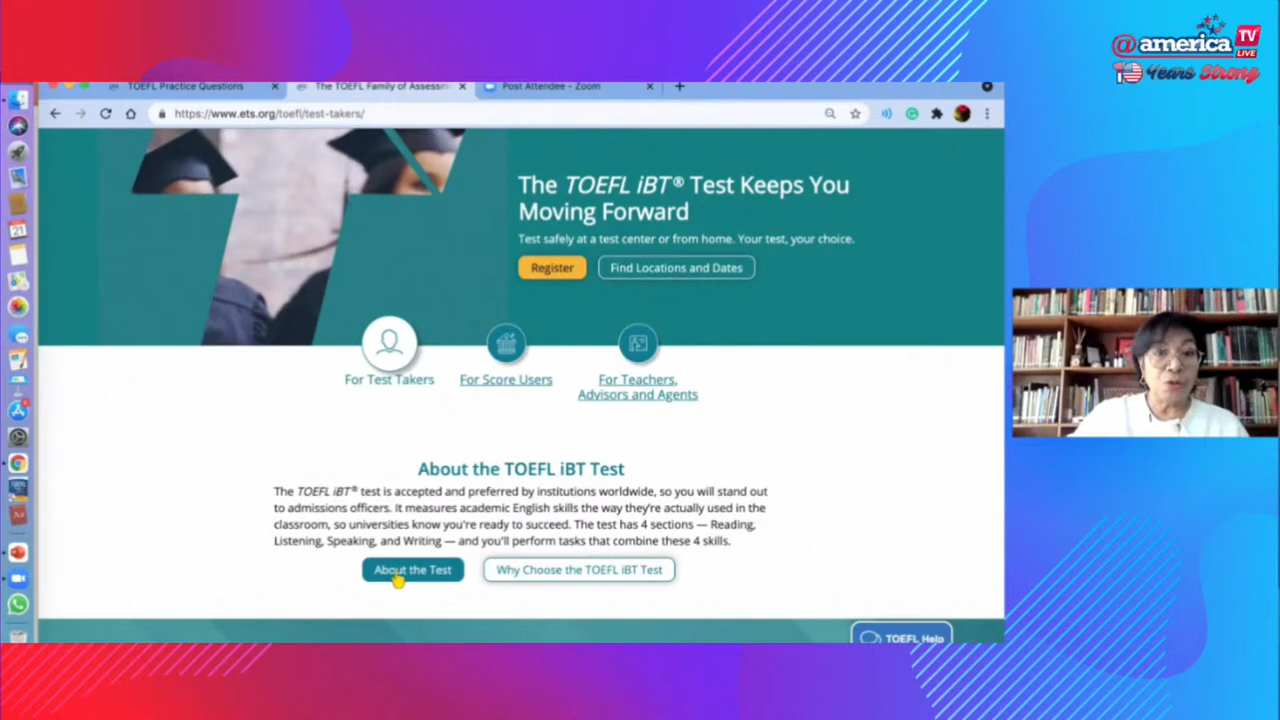 @america TV
LIVE
10 Years Strong
TOEFL Practice Questions
The TOEFL Family of Assessm
Post Attendee - Zoom
https://www.ets.org/toefl/test-takers/
The TOEFL iBT® Test Keeps You
Moving Forward
Test safely at a test center or from home. Your test, your choice.
Register
Find Locations and Dates
For Test Takers
For Score Users
For Teachers,
Advisors and Agents
About the TOEFL iBT Test
The TOEFL iBT® test is accepted and preferred by institutions worldwide, so you will stand out
to admissions officers. It measures academic English skills the way they're actually used in the
classroom, so universities know you're ready to succeed. The test has 4 sections — Reading,
Listening, Speaking, and Writing — and you'll perform tasks that combine these 4 skills.
About the Test
Why Choose the TOEFL iBT Test
TOEFL Help
21